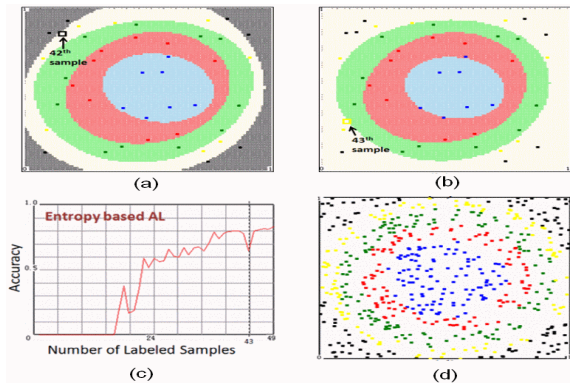 42th
sample
(a)
43th
sample
(b)
1.0
Entropy based AL
0.5
Accuracy
0
24
43
49
Number of Labeled Samples
(c)
(d)